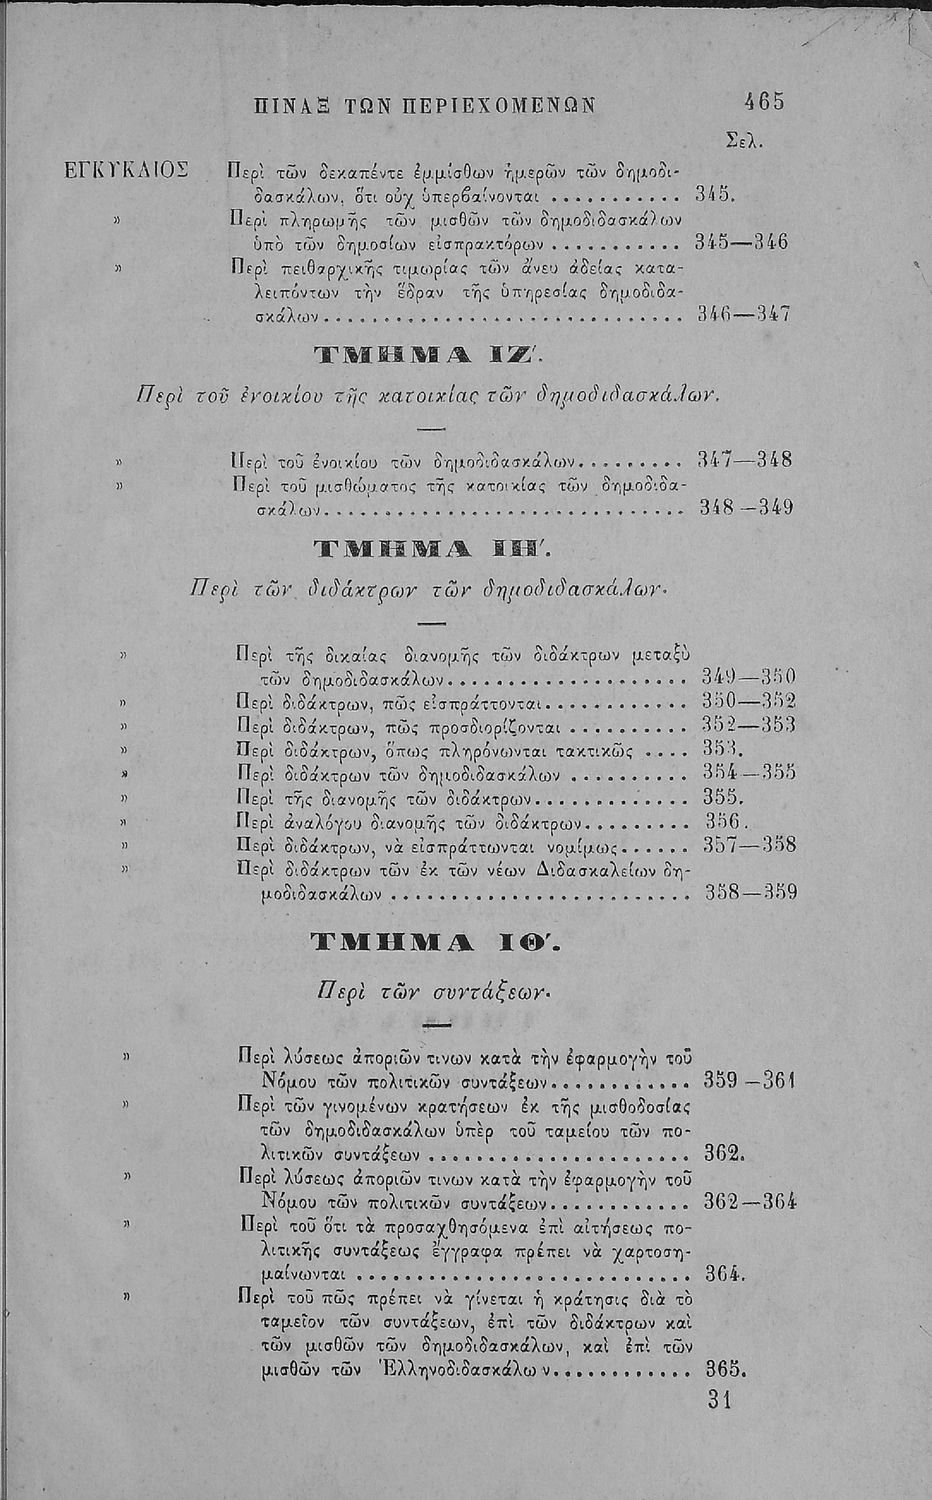 ΠΙΝΑΞ ΤΩΝ ΠΕΡΙΕΧΟΜΕΝΩΝ 465
Σελ.
ΕΓΚΥΚΛΙΟΣ Περὶ τῶν δεκαπέντε ἐμμίσθων ἡμερῶν τῶν δημοδι-
δασκάλων, ὅτι οὐχ ὑπερβαίνονται ........... 345.
» Περὶ πληρωμῆς τῶν μισθῶν τῶν δημοδιδασκάλων
ὑπὸ τῶν δημοσίων εἰσπρακτόρων ........... 345—346
» Περὶ πειθαρχικῆς τιμωρίας τῶν ἄνευ ἀδείας κατα-
λειπόντων τὴν ἕδραν τῆς ὑπηρεσίας δημοδιδα-
σκάλων ............................. 346—347
ΤΜΗΜΑ ΙΖ΄.
Περὶ τοῦ ἐνοικίου τῆς κατοικίας τῶν δημοδιδασκάλων.
» Περὶ τοῦ ἐνοικίου τῶν δημοδιδασκάλων......... 347—348
» Περὶ τοῦ μισθώματος τῆς κατοικίας τῶν δημοδιδα-
σκάλων............................. 348—349
ΤΜΗΜΑ ΙΗ΄.
Περὶ τῶν διδάκτρων τῶν δημοδιδασκάλων.
» Περὶ τῆς δικαίας διανομῆς τῶν διδάκτρων μεταξὺ
τῶν δημοδιδασκάλων.................... 349—350
» Περὶ διδάκτρων, πῶς εἰσπράττονται............ 350—352
» Περὶ διδάκτρων, πῶς προσδιορίζονται .......... 352—353
» Περὶ διδάκτρων, ὅπως πληρόνωνται τακτικῶς .... 353.
» Περὶ διδάκτρων τῶν δημοδιδασκάλων .......... 354—355
» Περὶ τῆς διανομῆς τῶν διδάκτρων............. 355.
» Περὶ ἀναλόγου διανομῆς τῶν διδάκτρων......... 356.
» Περὶ διδάκτρων, νὰ εἰσπράττωνται νομίμως...... 357—358
» Περὶ διδάκτρων τῶν ἐκ τῶν νέων Διδασκαλείων δη-
μοδιδασκάλων ......................... 358—359
ΤΜΗΜΑ ΙΘ΄.
Περὶ τῶν συντάξεων.
» Περὶ λύσεως ἀποριῶν τινων κατὰ τὴν ἐφαρμογὴν τοῦ
Νόμου τῶν πολιτικῶν συντάξεων............ 359—361
» Περὶ τῶν γινομένων κρατήσεων ἐκ τῆς μισθοδοσίας
τῶν δημοδιδασκάλων ὑπὲρ τοῦ ταμείου τῶν πο-
λιτικῶν συντάξεων ...................... 362.
» Περὶ λύσεως ἀποριῶν τινων κατὰ τὴν ἐφαρμογὴν τοῦ
Νόμου τῶν πολιτικῶν συντάξεων............ 362—364
» Περὶ τοῦ ὅτι τὰ προσαχθησόμενα ἐπὶ αἰτήσεως πο-
λιτικῆς συντάξεως ἔγγραφα πρέπει νὰ χαρτοση-
μαίνωνται ............................ 364.
» Περὶ τοῦ πῶς πρέπει νὰ γίνεται ἡ κράτησις διὰ τὸ
ταμεῖον τῶν συντάξεων, ἐπὶ τῶν διδάκτρων καὶ
τῶν μισθῶν τῶν δημοδιδασκάλων, καὶ ἐπὶ τῶν
μισθῶν τῶν Ἑλληνοδιδασκάλων............ 365.
31